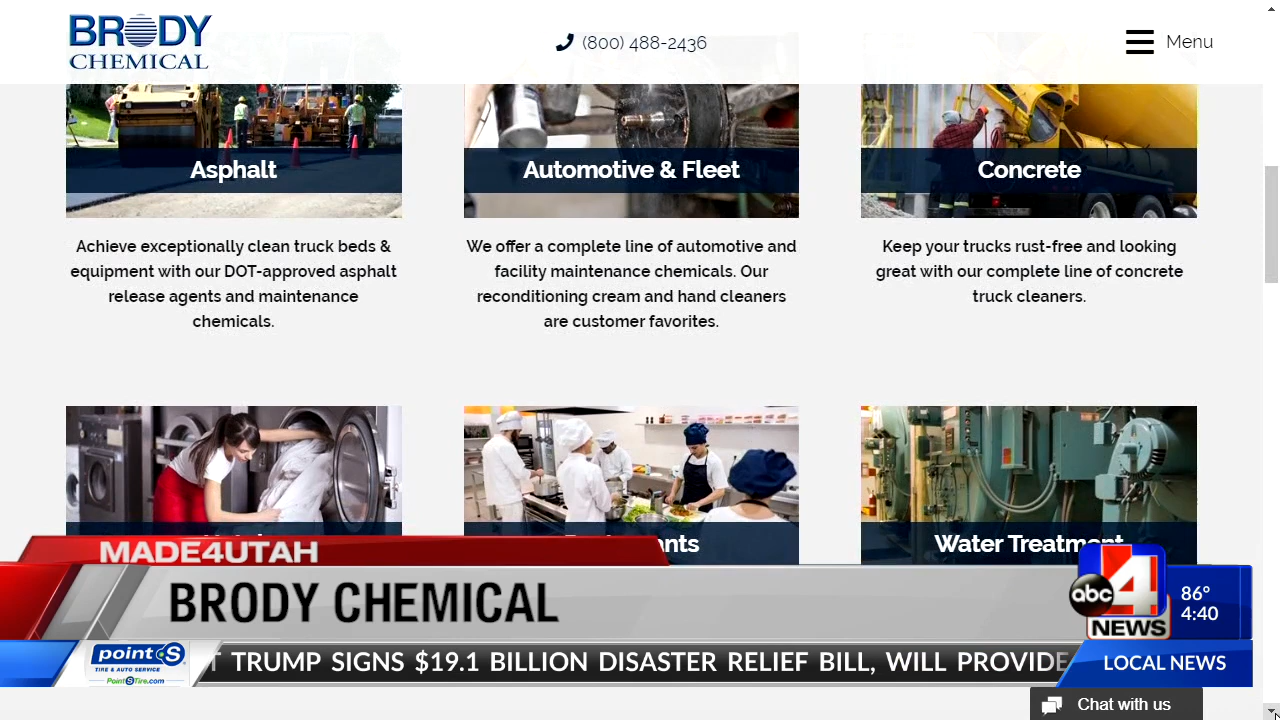 BRODY
CHEMICAL
(800) 488-2436
Menu
Asphalt
Automotive & Fleet
Concrete
Achieve exceptionally clean truck beds &
equipment with our DOT-approved asphalt
release agents and maintenance
chemicals.
We offer a complete line of automotive and
facility maintenance chemicals. Our
reconditioning cream and hand cleaners
are customer favorites.
Keep your trucks rust-free and looking
great with our complete line of concrete
truck cleaners.
Water Treatment
MADE4UTAH
BRODY CHEMICAL
abc
4
NEWS
86°
4:40
point S
TIRE & AUTO SERVICE
PointSTire.com
T TRUMP SIGNS $19.1 BILLION DISASTER RELIEF BILL, WILL PROVIDE
LOCAL NEWS
Chat with us